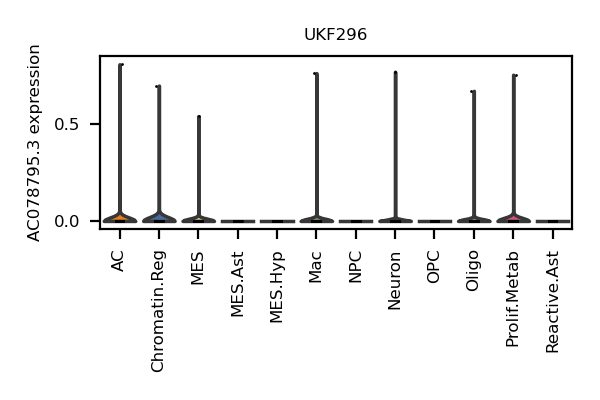 UKF296
AC078795.3 expression
0.5
0.0
AC
Chromatin.Reg
MES
MES.Ast
MES.Hyp
Mac
NPC
Neuron
OPC
Oligo
Prolif.Metab
Reactive.Ast